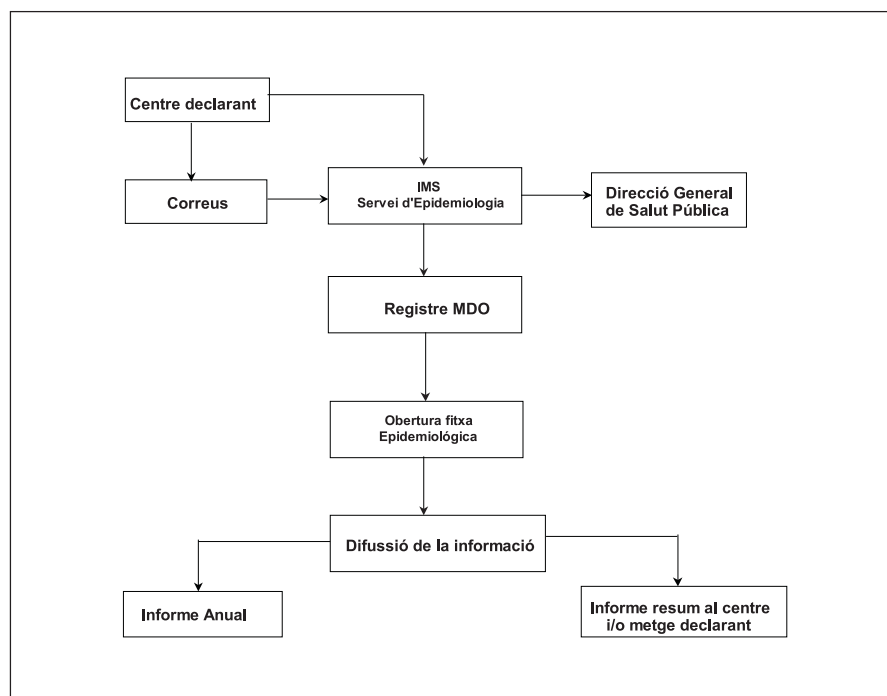 Centre declarant
Correus
IMS
Servei d'Epidemiologia
Direcció General
de Salut Pública
Registre MDO
Obertura fitxa
Epidemiológica
Difussió de la informació
Informe Anual
Informe resum al centre
i/o metge declarant